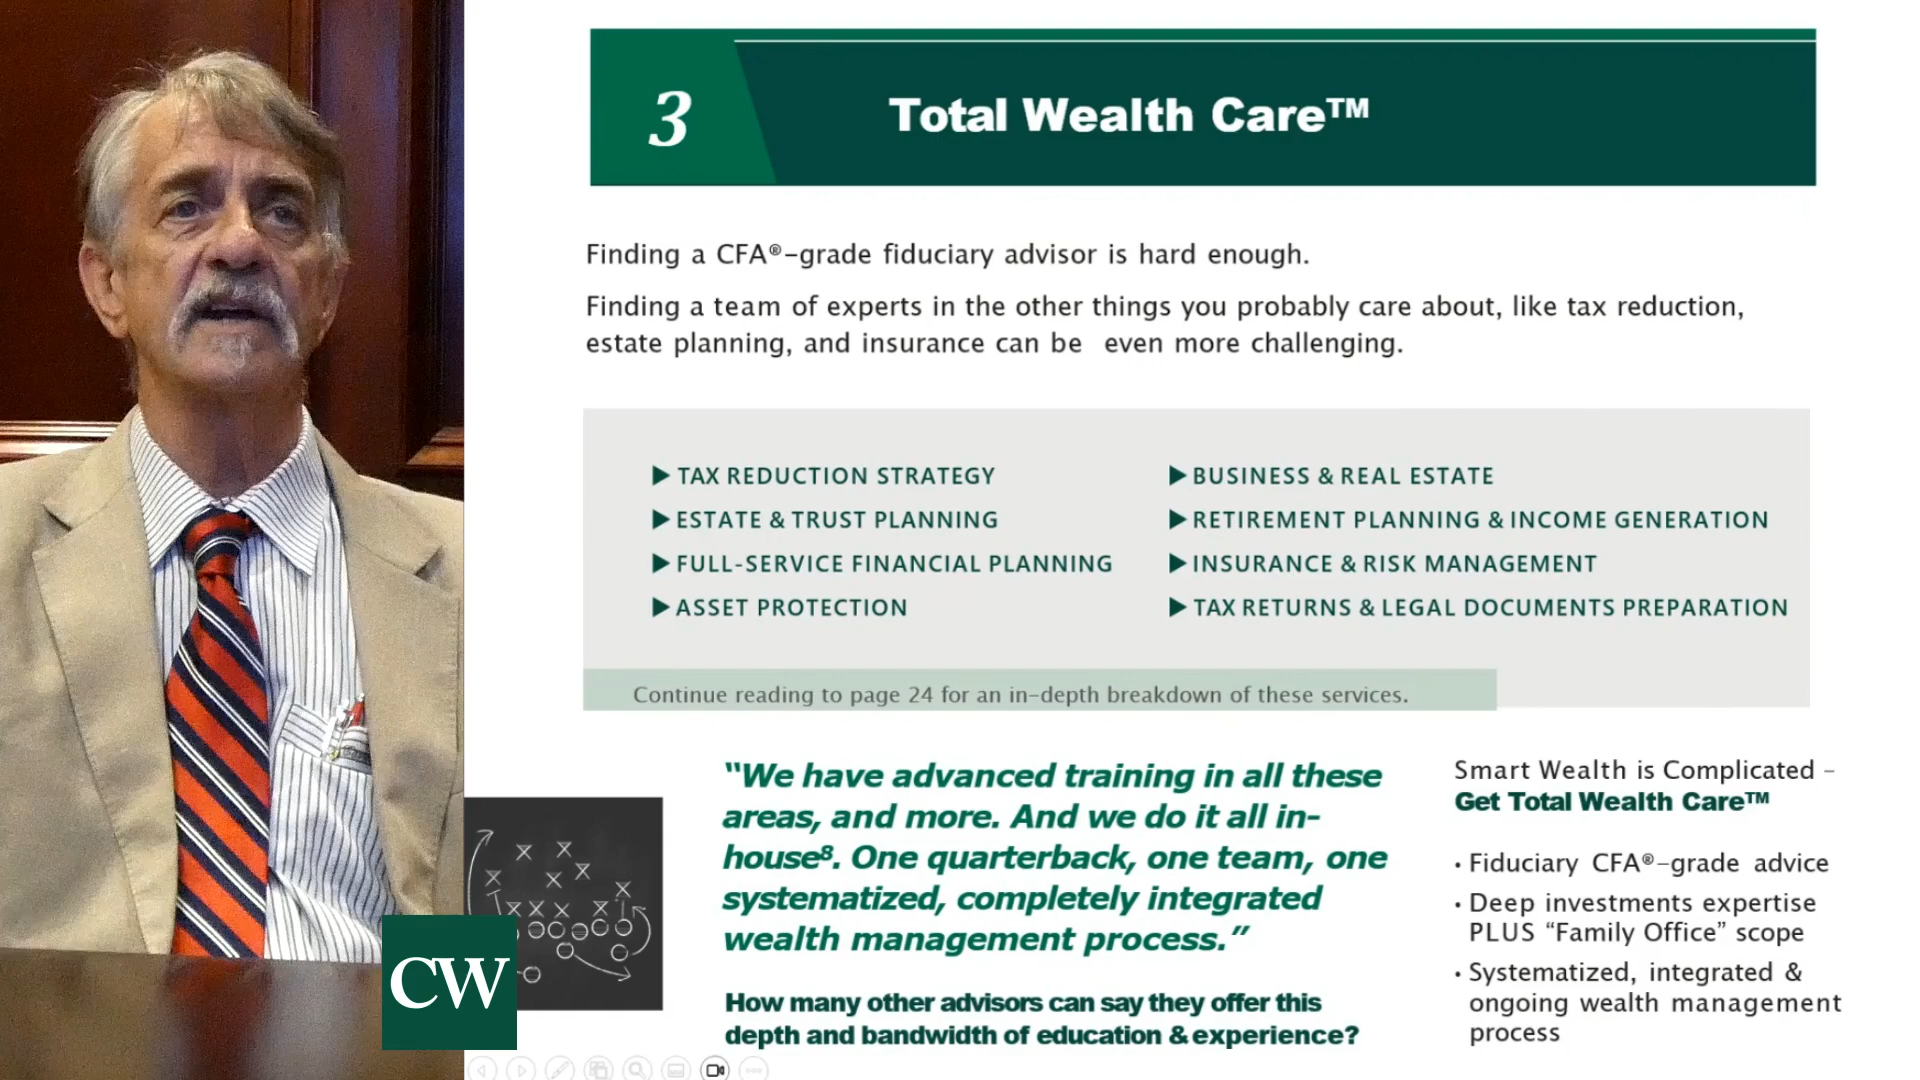 3
Total Wealth Care™
Finding a CFA®-grade fiduciary advisor is hard enough.
Finding a team of experts in the other things you probably care about, like tax reduction,
estate planning, and insurance can be even more challenging.
▶ TAX REDUCTION STRATEGY
▶ ESTATE & TRUST PLANNING
▶ FULL-SERVICE FINANCIAL PLANNING
▶ ASSET PROTECTION
▶ BUSINESS & REAL ESTATE
▶ RETIREMENT PLANNING & INCOME GENERATION
▶ INSURANCE & RISK MANAGEMENT
▶ TAX RETURNS & LEGAL DOCUMENTS PREPARATION
Continue reading to page 24 for an in-depth breakdown of these services.
“We have advanced training in all these
areas, and more. And we do it all in-
house⁸. One quarterback, one team, one
systematized, completely integrated
wealth management process.”
How many other advisors can say they offer this
depth and bandwidth of education & experience?
Smart Wealth is Complicated –
Get Total Wealth Care™
• Fiduciary CFA®-grade advice
• Deep investments expertise
PLUS “Family Office” scope
• Systematized, integrated &
ongoing wealth management
process
CW